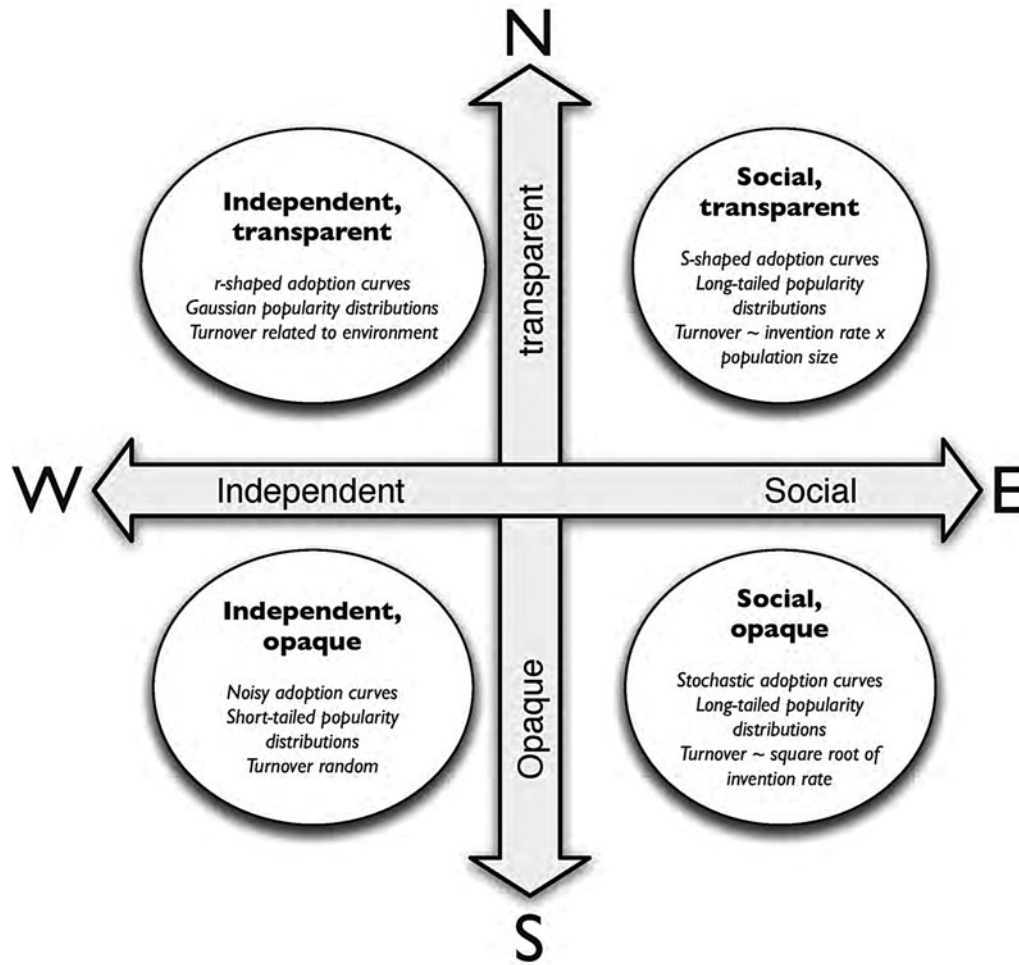 N
Independent,
transparent
r-shaped adoption curves
Gaussian popularity distributions
Turnover related to environment
transparent
Social,
transparent
S-shaped adoption curves
Long-tailed popularity
distributions
Turnover ~ invention rate x
population size
W
Independent
Social
E
Independent,
opaque
Noisy adoption curves
Short-tailed popularity
distributions
Turnover random
Opaque
Social,
opaque
Stochastic adoption curves
Long-tailed popularity
distributions
Turnover ~ square root of
invention rate
S